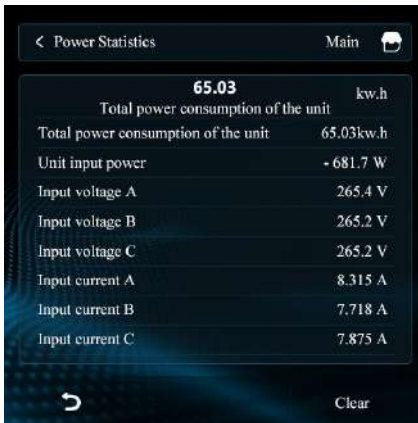 < Power Statistics Main
65.03 kw.h
Total power consumption of the unit
Total power consumption of the unit 65.03kw.h
Unit input power - 681.7 W
Input voltage A 265.4 V
Input voltage B 265.2 V
Input voltage C 265.2 V
Input current A 8.315 A
Input current B 7.718 A
Input current C 7.875 A
Clear